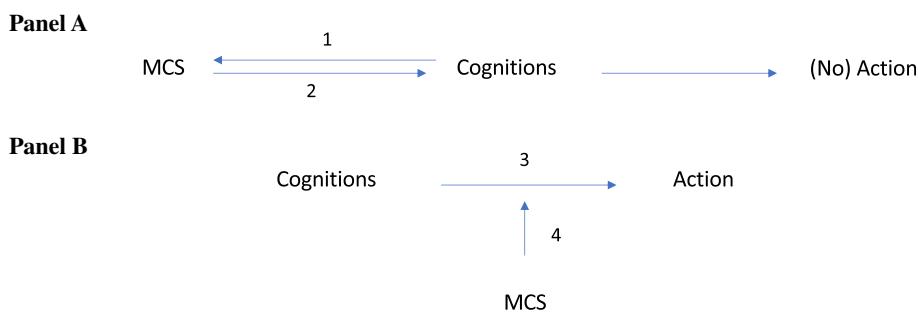 Panel A
1
MCS Cognitions (No) Action
2
Panel B
3
Cognitions Action
4
MCS